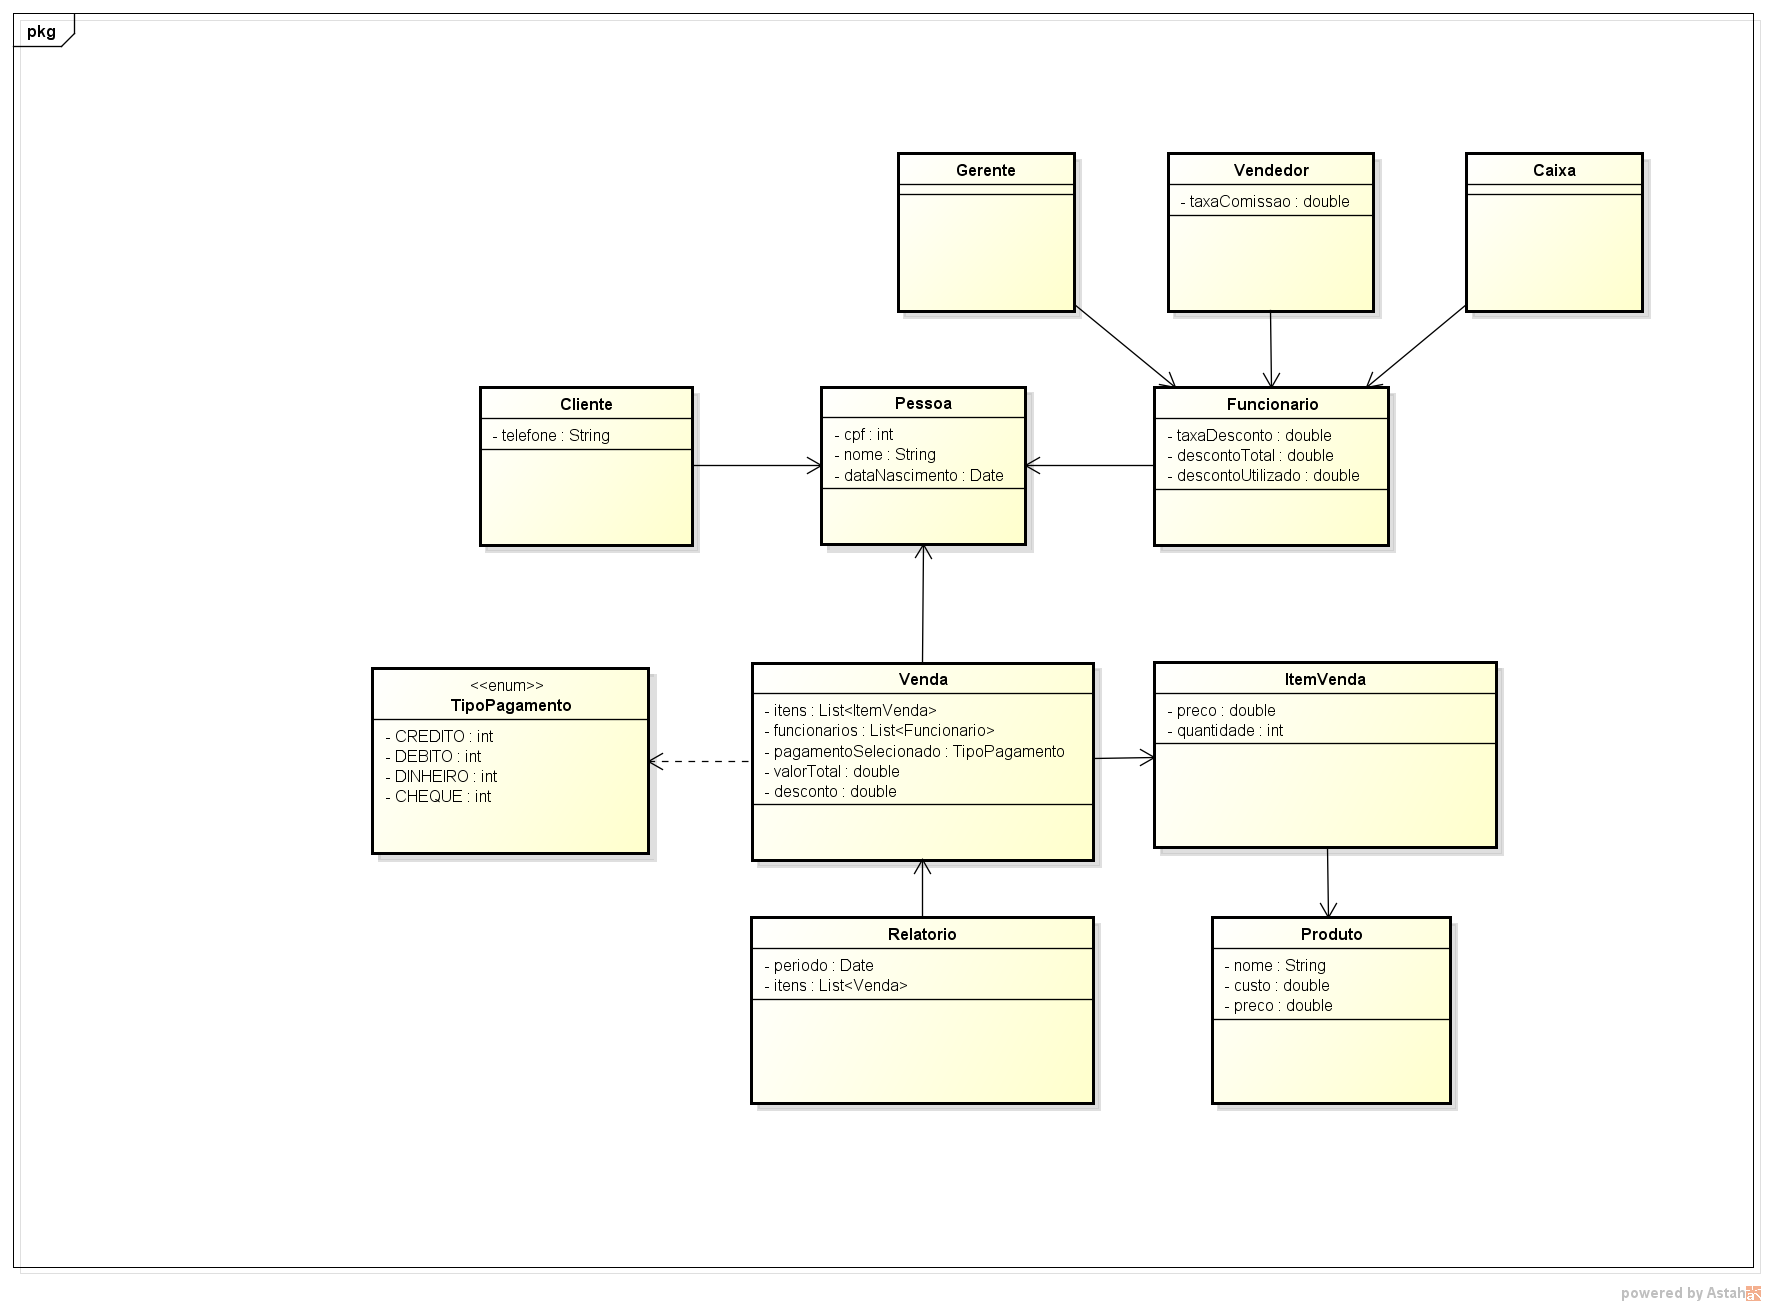 pkg
Gerente
Vendedor
- taxaComissao : double
Caixa
Cliente
- telefone : String
Pessoa
- cpf : int
- nome : String
- dataNascimento : Date
Funcionario
- taxaDesconto : double
- descontoTotal : double
- descontoUtilizado : double
<<enum>>
TipoPagamento
- CREDITO : int
- DEBITO : int
- DINHEIRO : int
- CHEQUE : int
Venda
- itens : List<ItemVenda>
- funcionarios : List<Funcionario>
- pagamentoSelecionado : TipoPagamento
- valorTotal : double
- desconto : double
ItemVenda
- preco : double
- quantidade : int
Relatorio
- periodo : Date
- itens : List<Venda>
Produto
- nome : String
- custo : double
- preco : double
powered by Astah